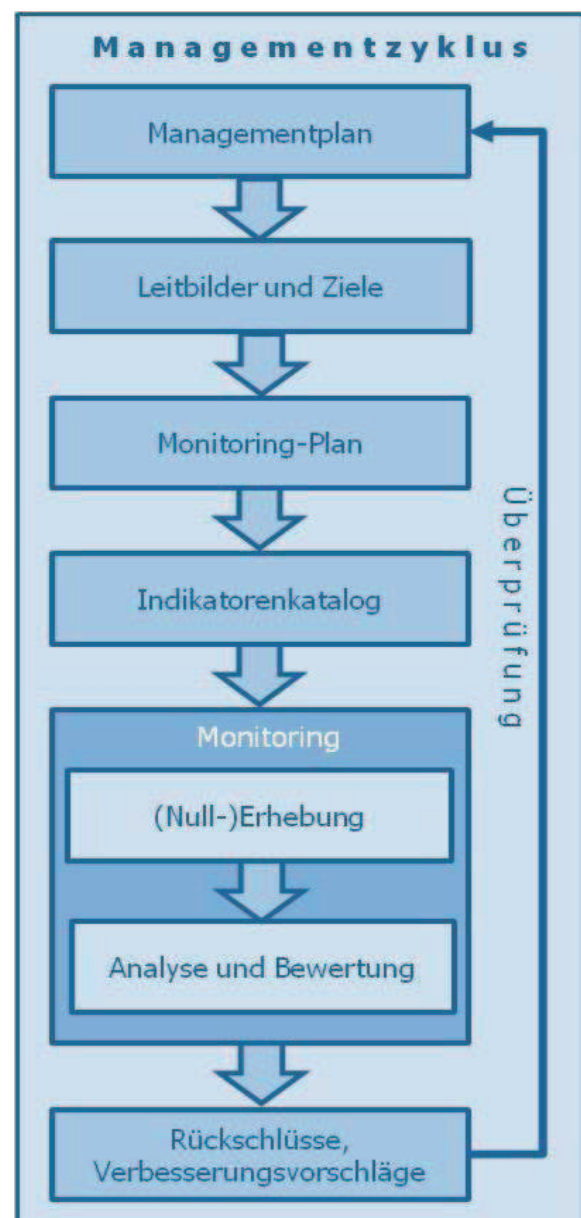 Managementzyklus
Managementplan
Leitbilder und Ziele
Monitoring-Plan
Indikatorenkatalog
Monitoring
(Null-)Erhebung
Analyse und Bewertung
Rückschlüsse,
Verbesserungsvorschläge
Überprüfung